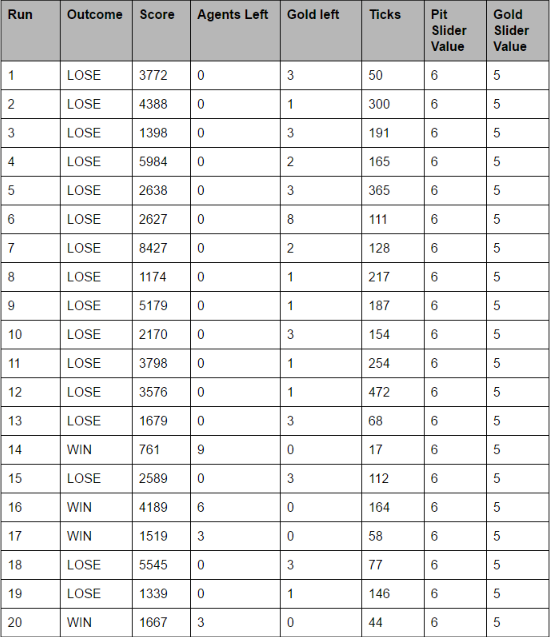 Run Outcome Score Agents Left Gold left Ticks Pit Slider Value Gold Slider Value
1 LOSE 3772 0 3 50 6 5
2 LOSE 4388 0 1 300 6 5
3 LOSE 1398 0 3 191 6 5
4 LOSE 5984 0 2 165 6 5
5 LOSE 2638 0 3 365 6 5
6 LOSE 2627 0 8 111 6 5
7 LOSE 8427 0 2 128 6 5
8 LOSE 1174 0 1 217 6 5
9 LOSE 5179 0 1 187 6 5
10 LOSE 2170 0 3 154 6 5
11 LOSE 3798 0 1 254 6 5
12 LOSE 3576 0 1 472 6 5
13 LOSE 1679 0 3 68 6 5
14 WIN 761 9 0 17 6 5
15 LOSE 2589 0 3 112 6 5
16 WIN 4189 6 0 164 6 5
17 WIN 1519 3 0 58 6 5
18 LOSE 5545 0 3 77 6 5
19 LOSE 1339 0 1 146 6 5
20 WIN 1667 3 0 44 6 5